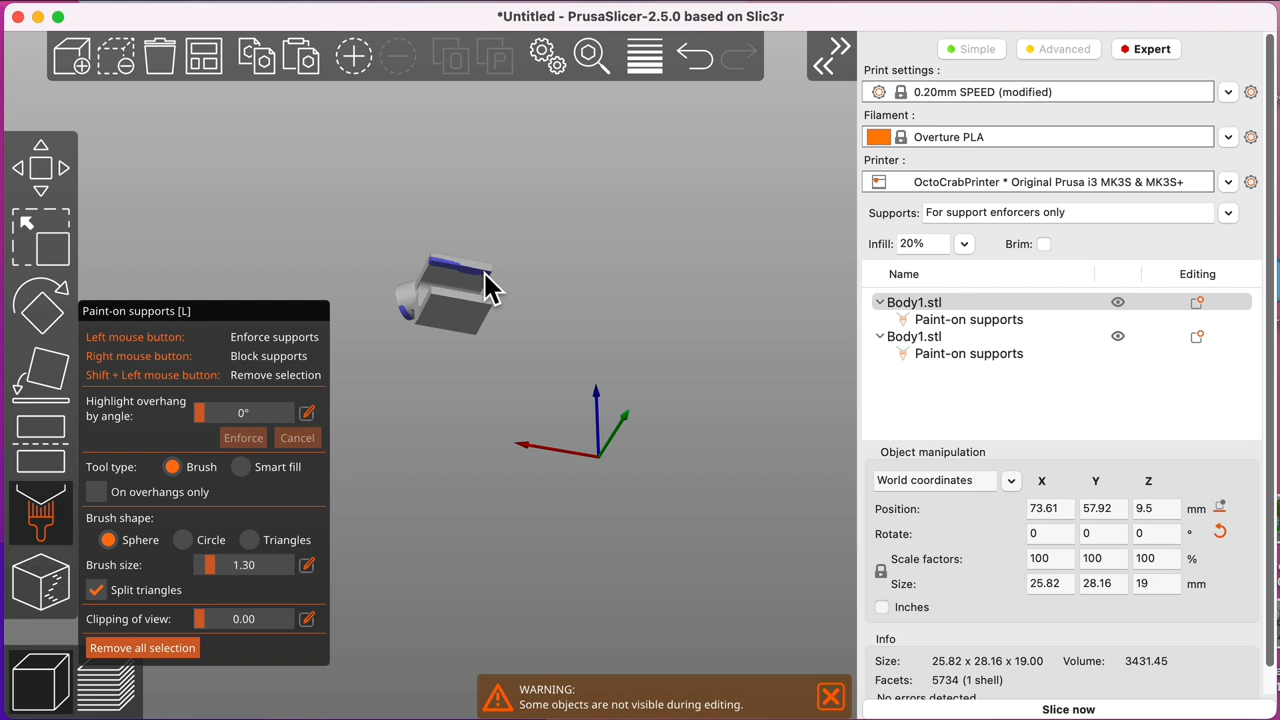 *Untitled - PrusaSlicer-2.5.0 based on Slic3r
Simple
Advanced
Expert
Print settings :
0.20mm SPEED (modified)
Filament :
Overture PLA
Printer :
OctoCrabPrinter * Original Prusa i3 MK3S & MK3S+
Supports: For support enforcers only
Infill: 20% Brim:
Name Editing
Body1.stl
Paint-on supports
Body1.stl
Paint-on supports
Object manipulation
World coordinates X Y Z
Position: 73.61 57.92 9.5 mm
Rotate: 0 0 0 °
Scale factors: 100 100 100 %
Size: 25.82 28.16 19 mm
Inches
Info
Size: 25.82 x 28.16 x 19.00 Volume: 3431.45
Facets: 5734 (1 shell)
No errors detected
Slice now
Paint-on supports [L]
Left mouse button: Enforce supports
Right mouse button: Block supports
Shift + Left mouse button: Remove selection
Highlight overhang
by angle: 0°
Enforce Cancel
Tool type: Brush Smart fill
On overhangs only
Brush shape:
Sphere Circle Triangles
Brush size: 1.30
Split triangles
Clipping of view: 0.00
Remove all selection
WARNING:
Some objects are not visible during editing.